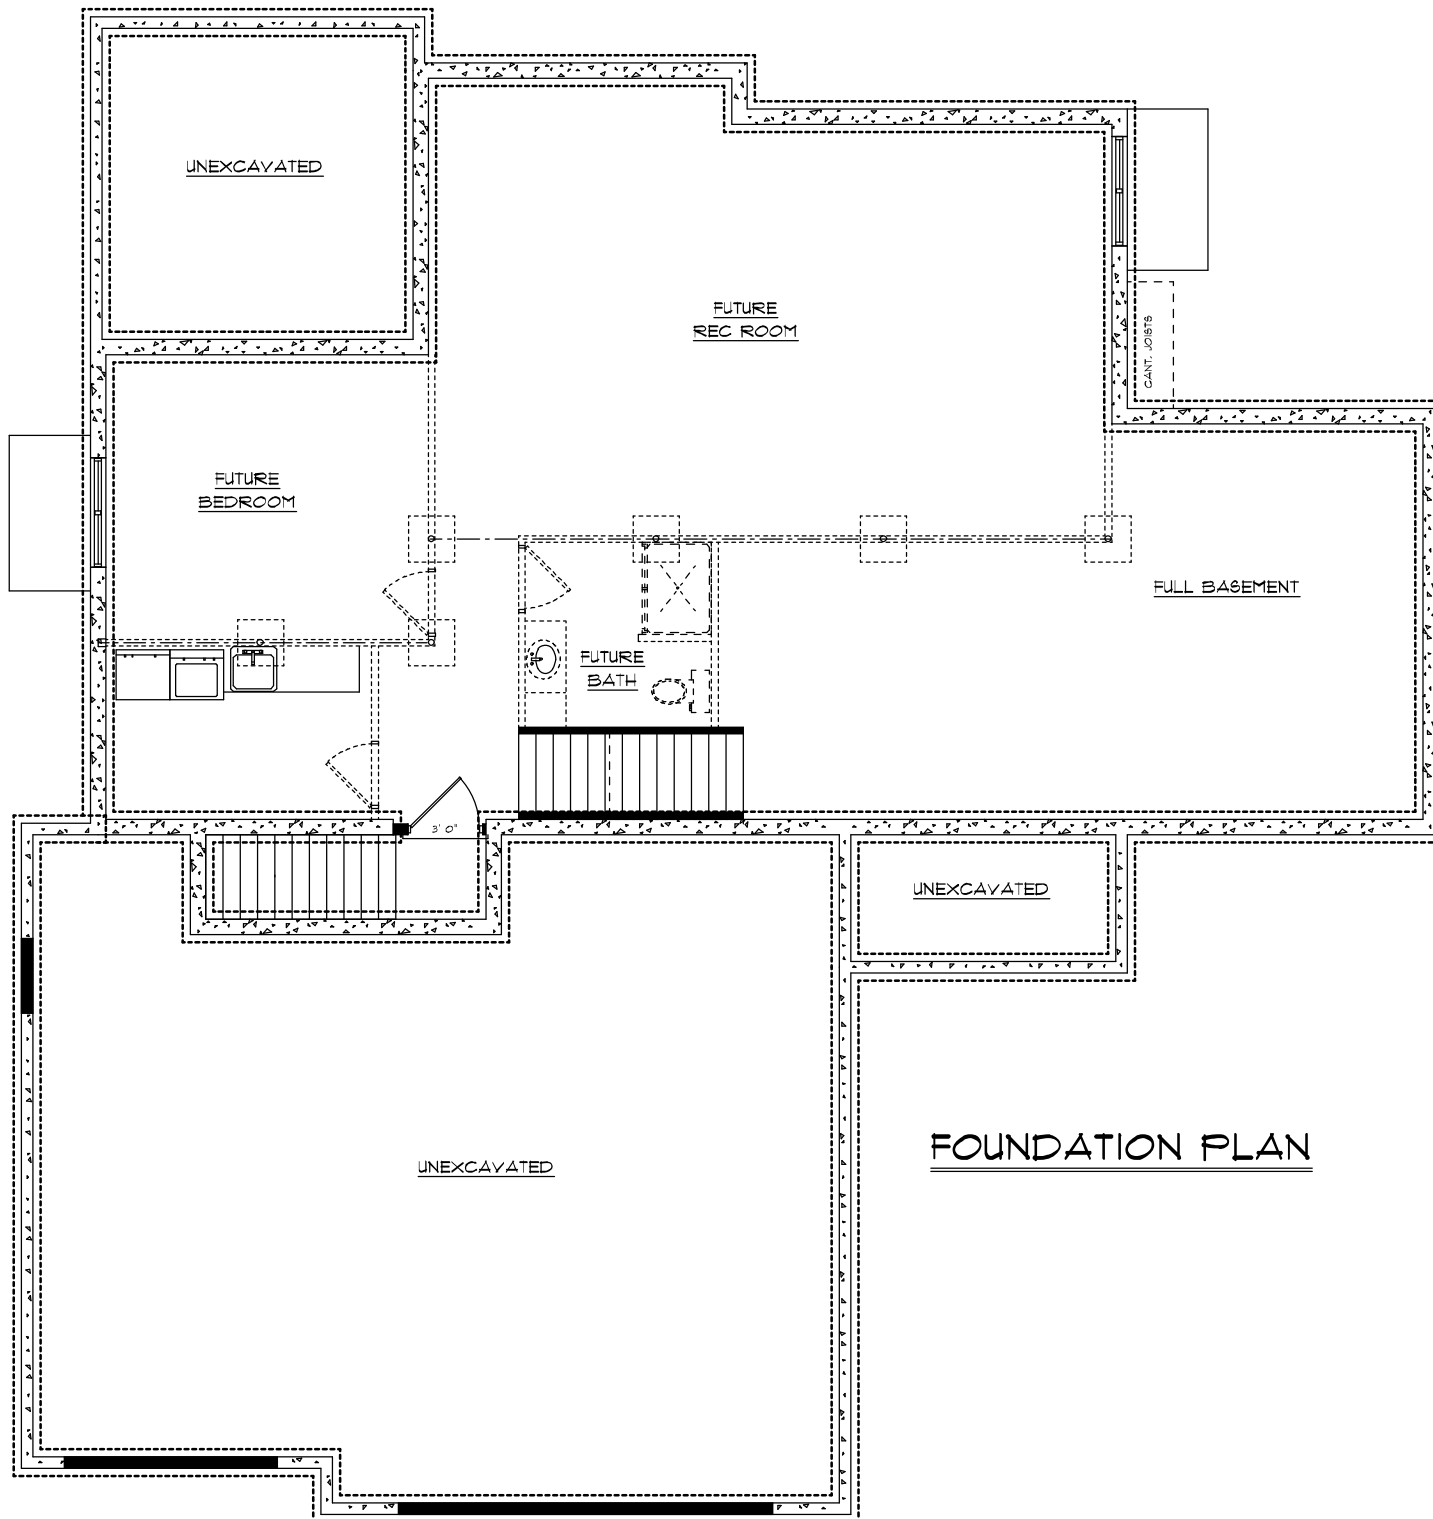 UNEXCAVATED
FUTURE
REC ROOM
CANT. JOISTS
FUTURE
BEDROOM
FULL BASEMENT
FUTURE
BATH
3' 0"
UNEXCAVATED
FOUNDATION PLAN
UNEXCAVATED